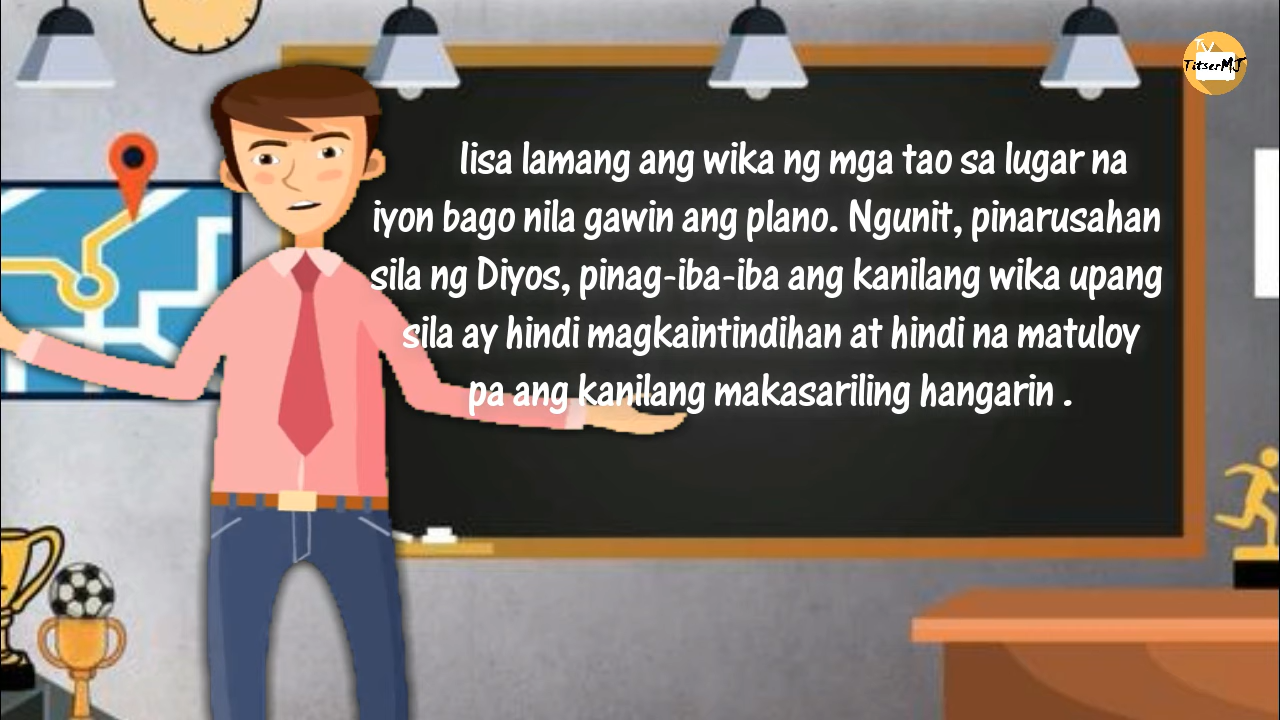 TV
TitserMJ
Iisa lamang ang wika ng mga tao sa lugar na
iyon bago nila gawin ang plano. Ngunit, pinarusahan
sila ng Diyos, pinag-iba-iba ang kanilang wika upang
sila ay hindi magkaintindihan at hindi na matuloy
pa ang kanilang makasariling hangarin .